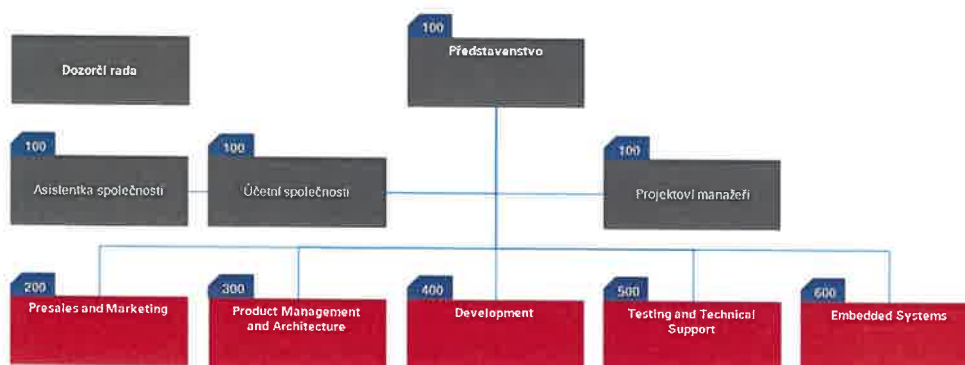 100
Představenstvo
Dozorčí rada
100
Asistentka společnosti
100
Účetní společnosti
100
Projektoví manažeři
200
Presales and Marketing
300
Product Management
and Architecture
400
Development
500
Testing and Technical
Support
600
Embedded Systems